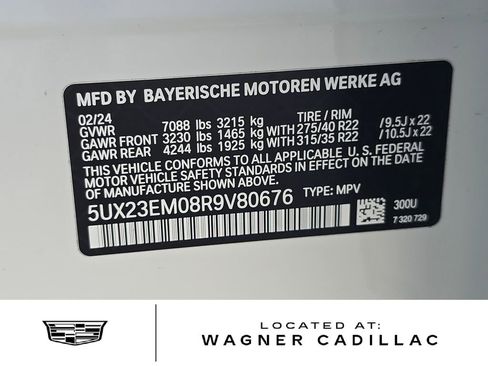 MFD BY BAYERISCHE MOTOREN WERKE AG
02/24
GVWR 7088 lbs 3215 kg TIRE / RIM
GAWR FRONT 3230 lbs 1465 kg WITH 275/40 R22 / 9.5J x 22
GAWR REAR 4244 lbs 1925 kg WITH 315/35 R22 / 10.5J x 22
THIS VEHICLE CONFORMS TO ALL APPLICABLE FEDERAL
MOTOR VEHICLE SAFETY STANDARDS IN EFFECT ON THE DATE
OF MANUFACTURE SHOWN ABOVE.
5UX23EM08R9V80676 TYPE: MPV
300U
7 320 729
LOCATED AT:
WAGNER CADILLAC